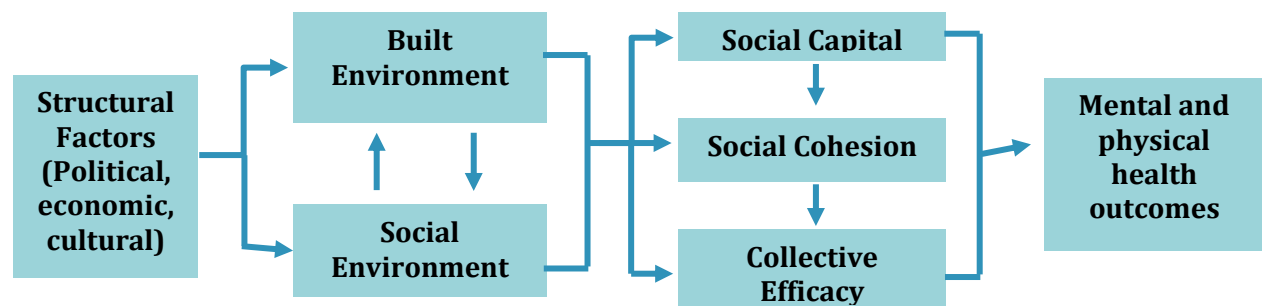 Structural
Factors
(Political,
economic,
cultural)
Built
Environment
Social
Environment
Social Capital
Social Cohesion
Collective
Efficacy
Mental and
physical
health
outcomes